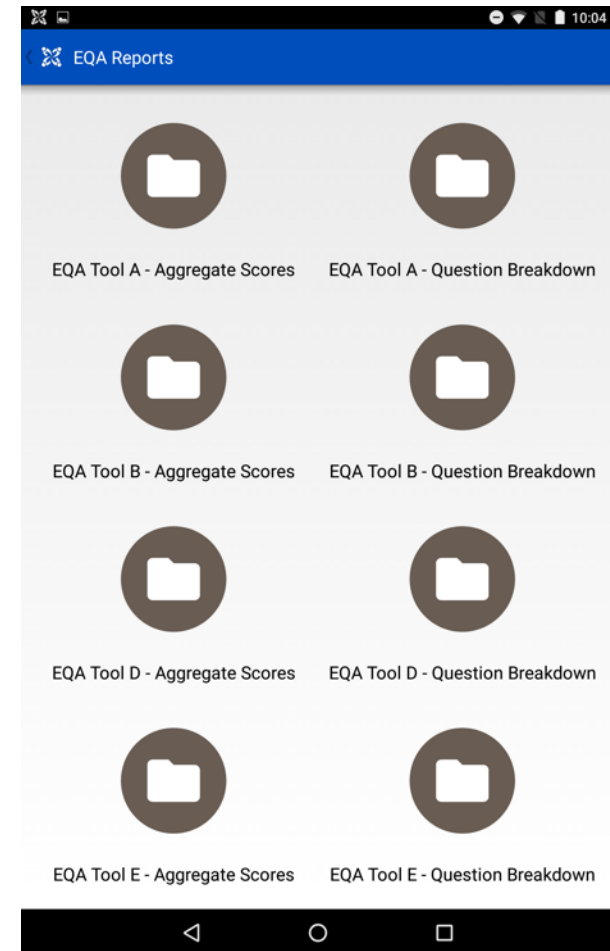 10:04
EQA Reports
EQA Tool A - Aggregate Scores
EQA Tool A - Question Breakdown
EQA Tool B - Aggregate Scores
EQA Tool B - Question Breakdown
EQA Tool D - Aggregate Scores
EQA Tool D - Question Breakdown
EQA Tool E - Aggregate Scores
EQA Tool E - Question Breakdown